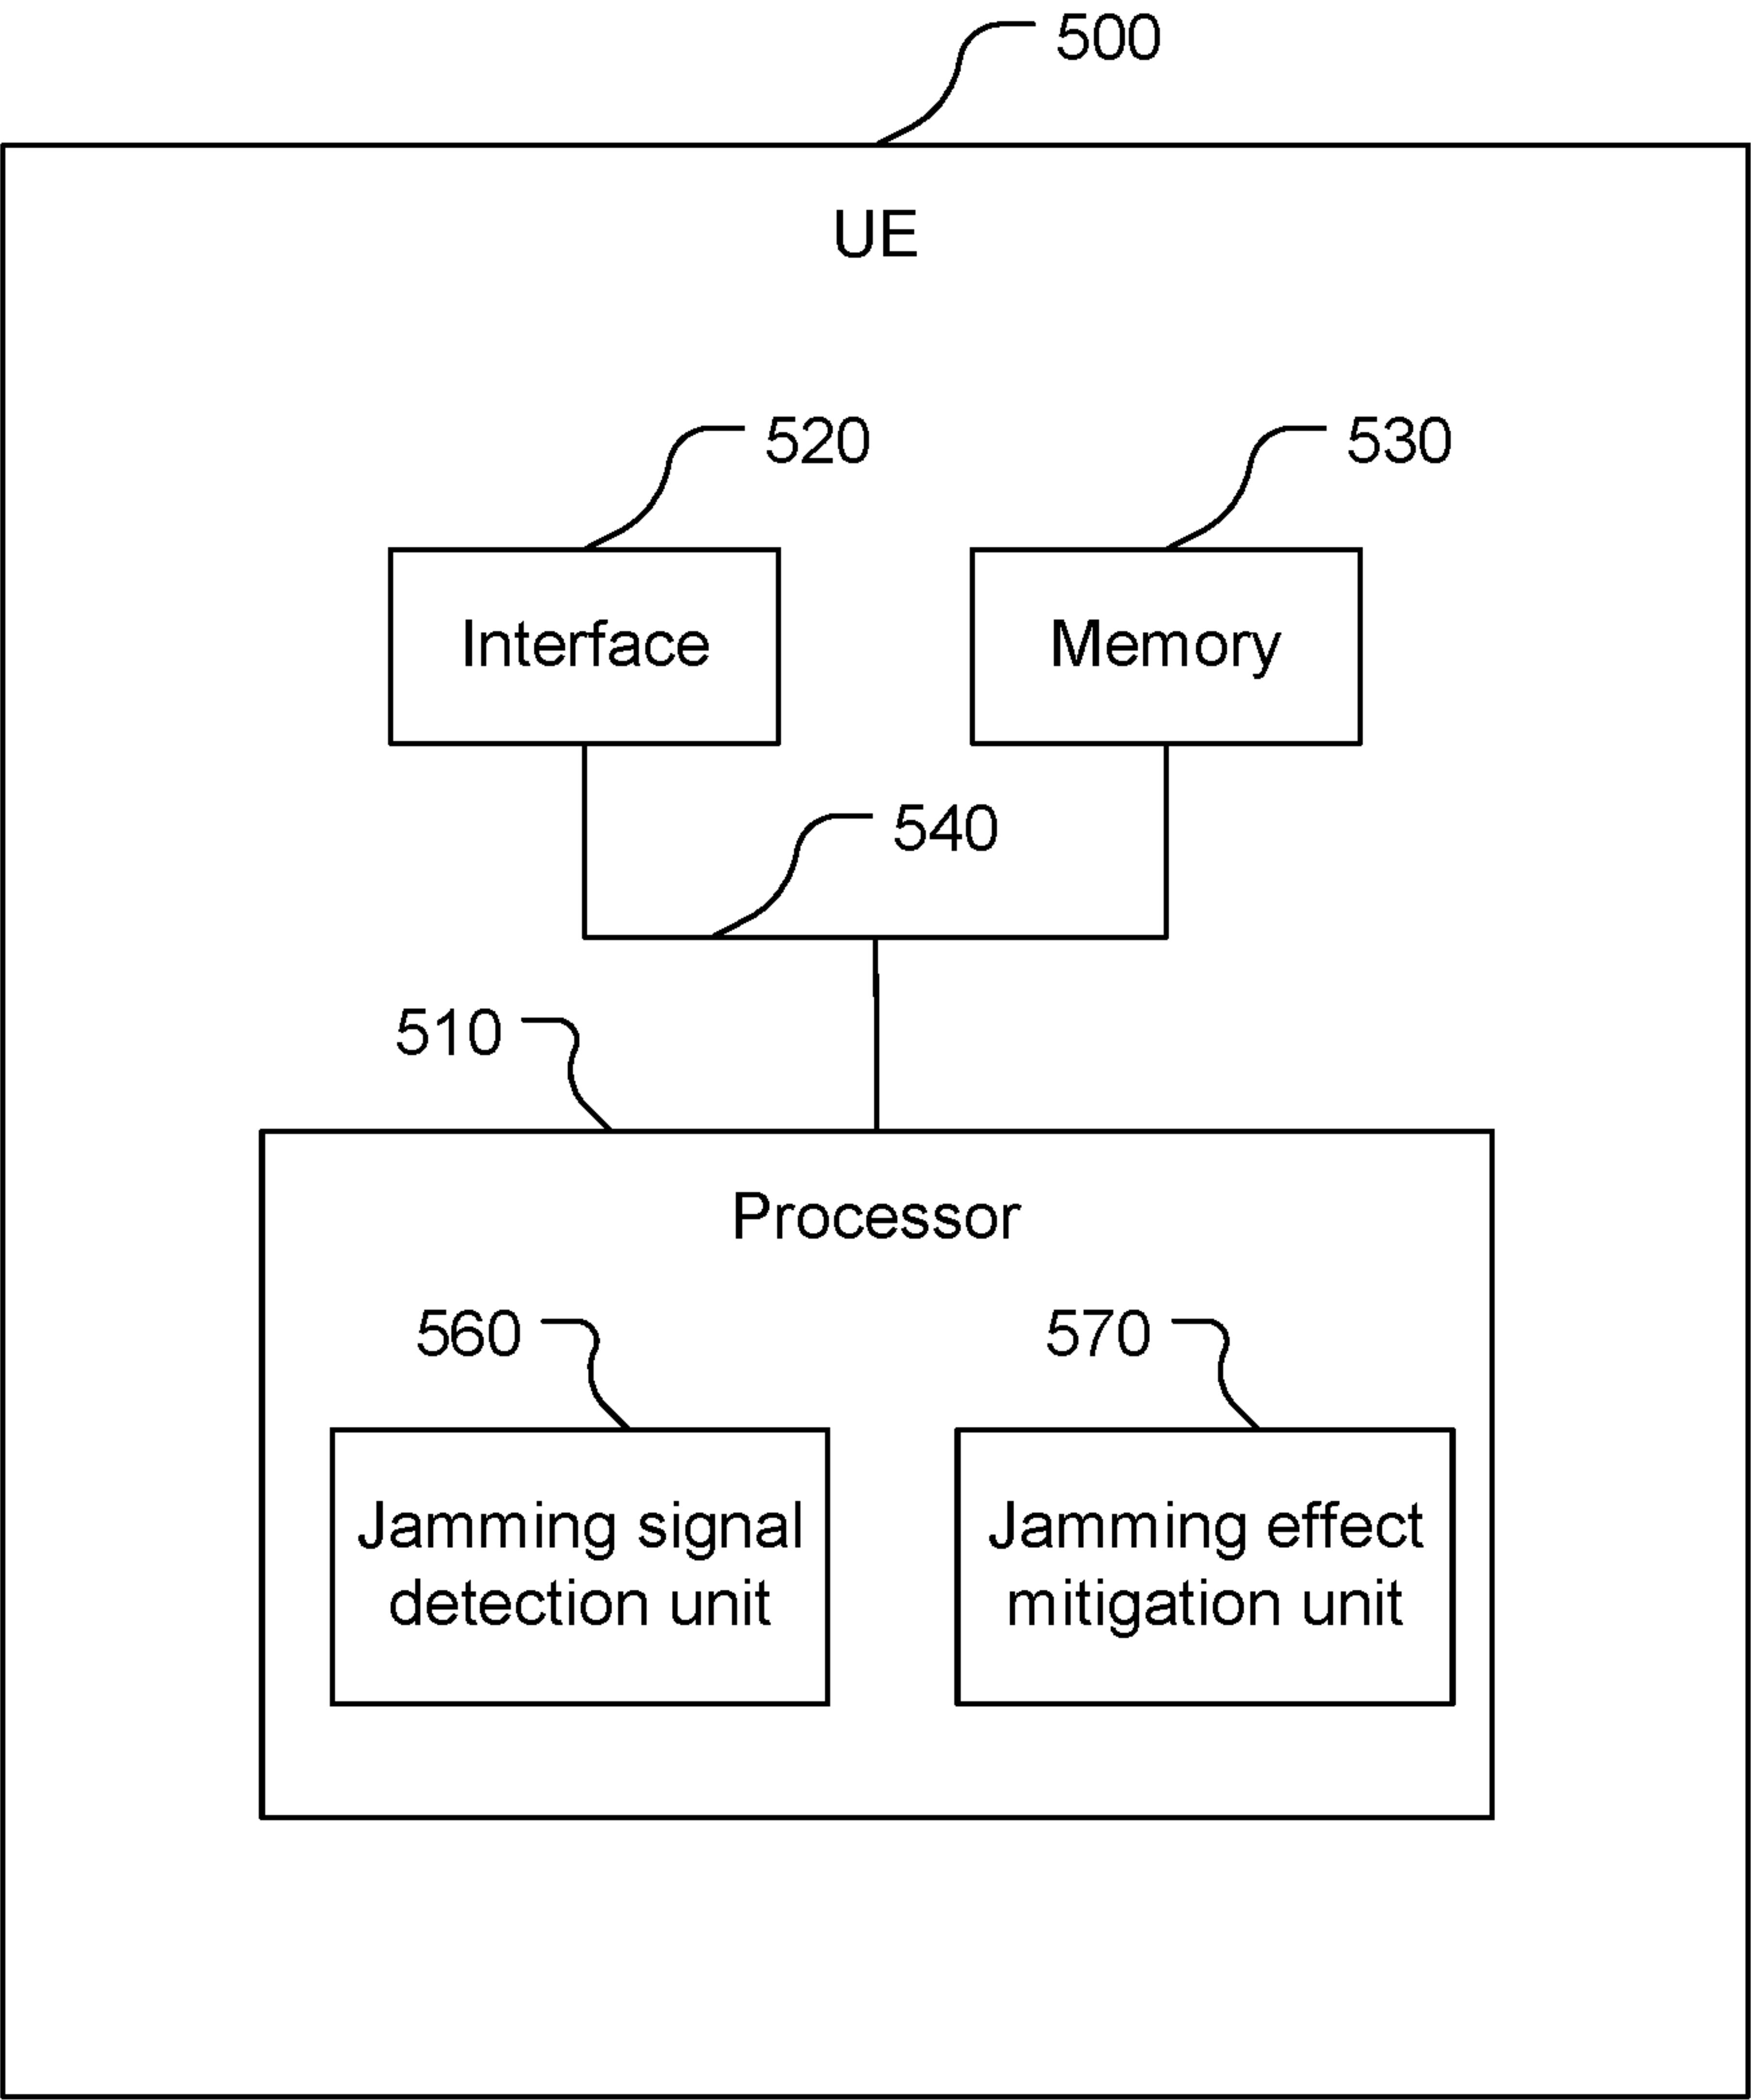 500
UE
520
530
Interface
Memory
540
510
Processor
560
570
Jamming signal
detection unit
Jamming effect
mitigation unit